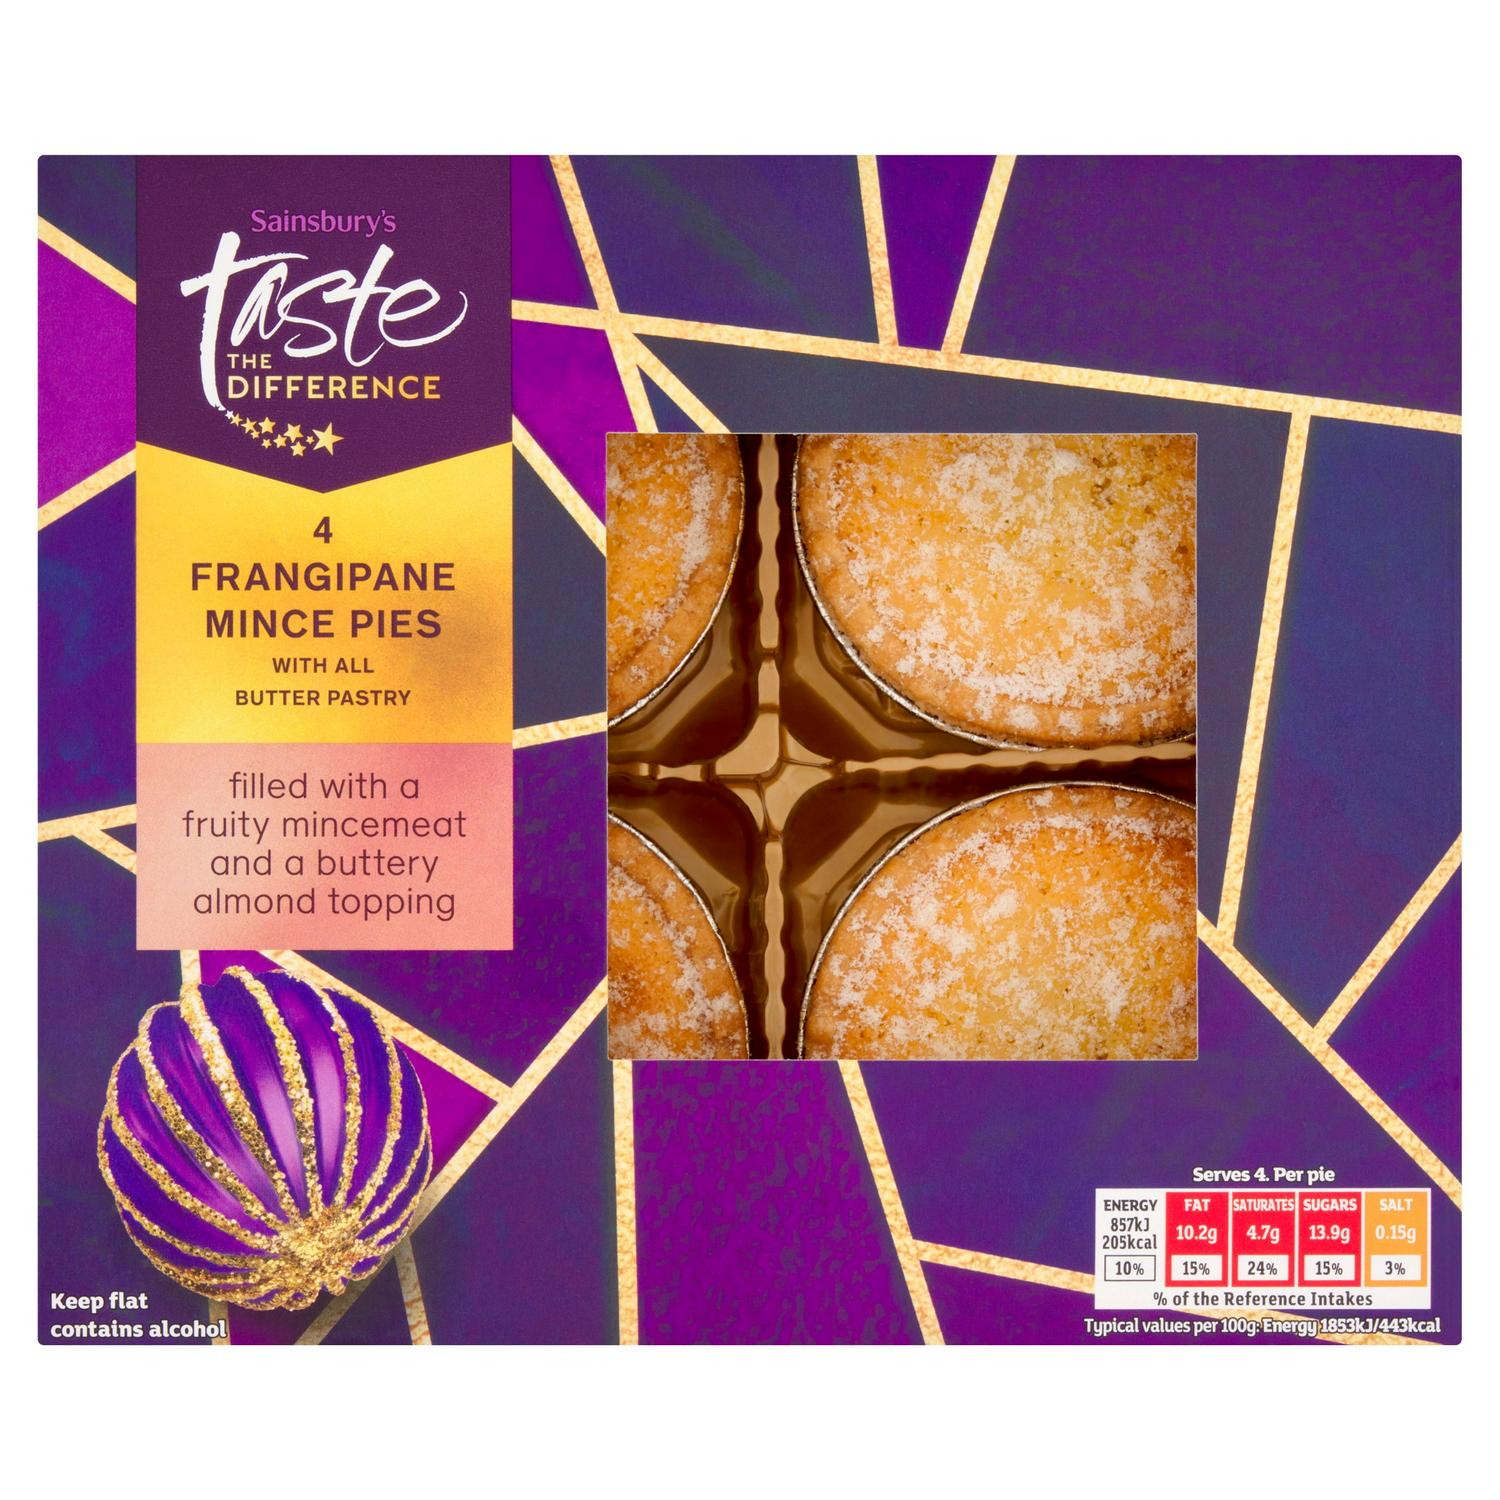 Sainsbury's
taste
THE
DIFFERENCE
4
FRANGIPANE
MINCE PIES
WITH ALL
BUTTER PASTRY
filled with a
fruity mincemeat
and a buttery
almond topping
Keep flat
contains alcohol
Serves 4. Per pie
ENERGY FAT SATURATES SUGARS SALT
857kJ
205kcal 10.2g 4.7g 13.9g 0.15g
10% 15% 24% 15% 3%
% of the Reference Intakes
Typical values per 100g: Energy 1853kJ/443kcal